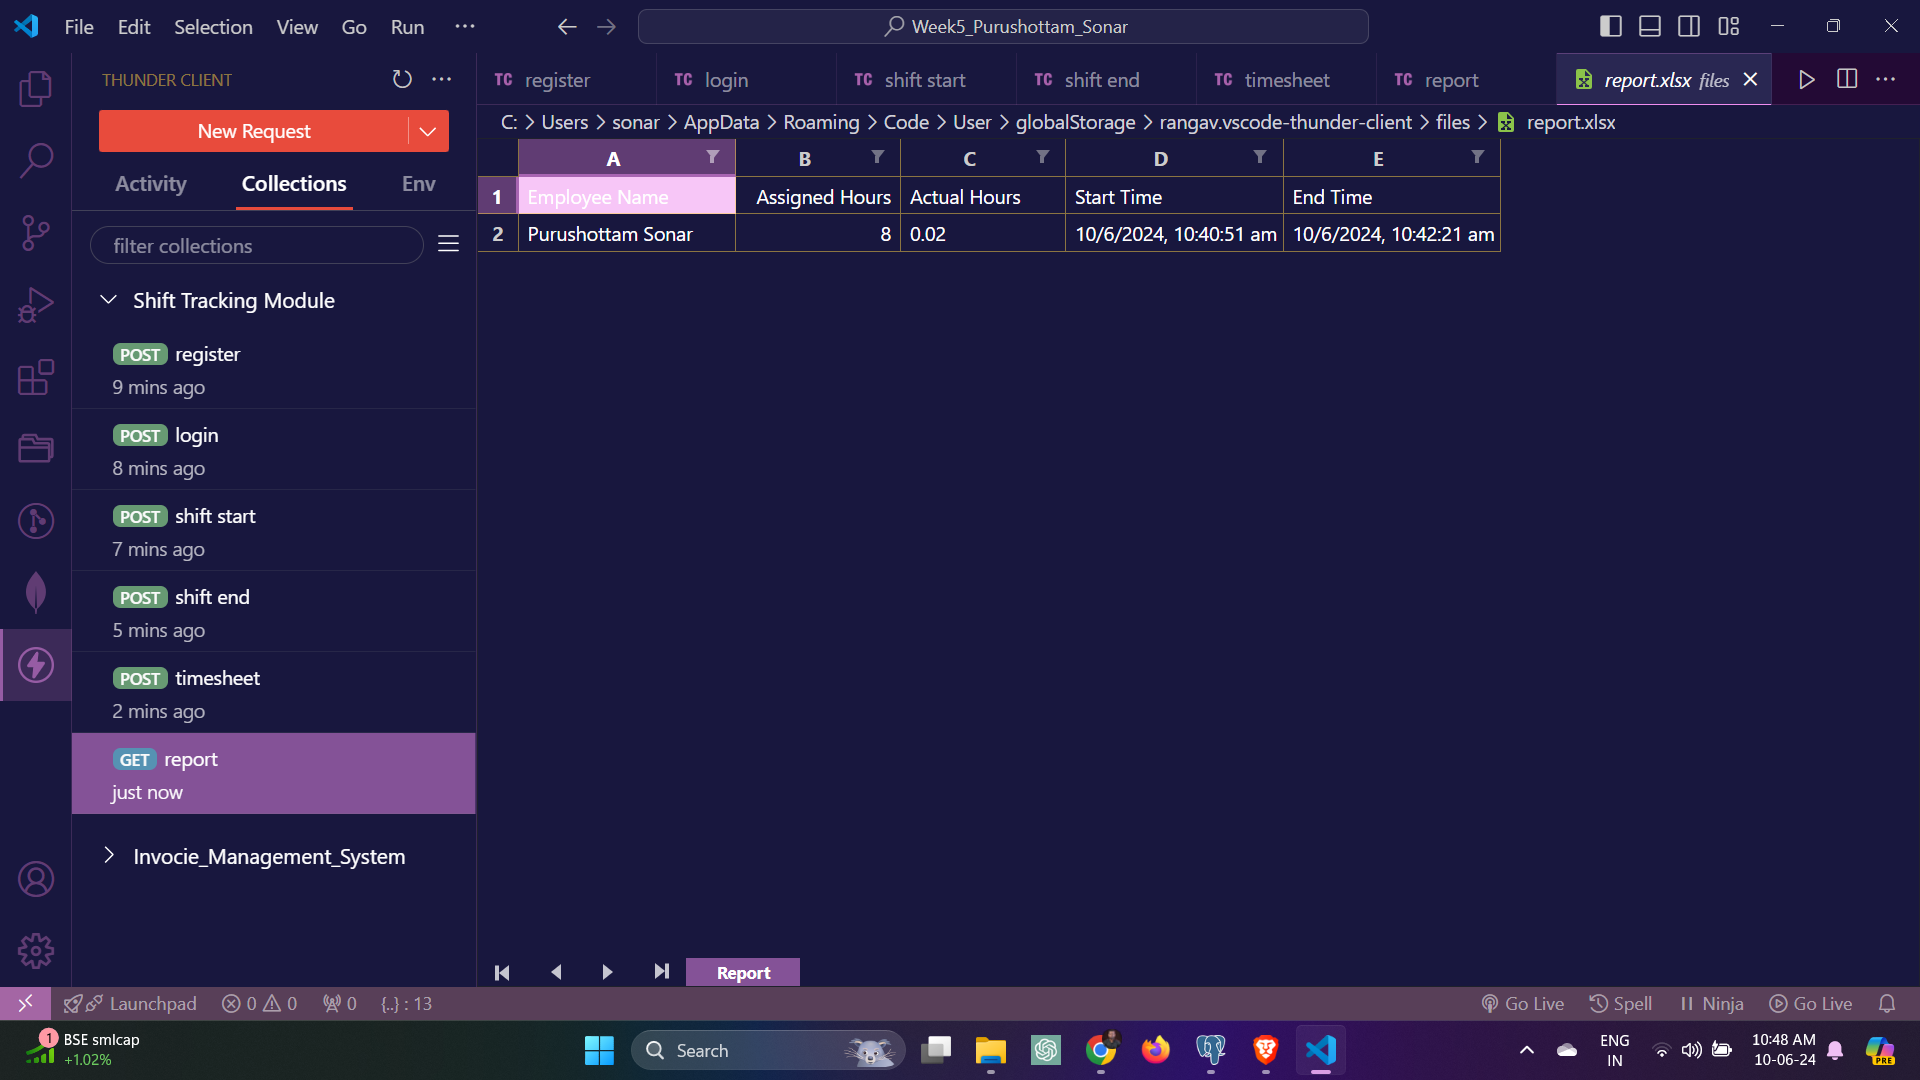 File Edit Selection View Go Run ···
Week5_Purushottam_Sonar
THUNDER CLIENT
New Request
Activity Collections Env
filter collections
Shift Tracking Module
POST register
9 mins ago
POST login
8 mins ago
POST shift start
7 mins ago
POST shift end
5 mins ago
POST timesheet
2 mins ago
GET report
just now
Invocie_Management_System
TC register TC login TC shift start TC shift end TC timesheet TC report report.xlsx files
C: > Users > sonar > AppData > Roaming > Code > User > globalStorage > rangav.vscode-thunder-client > files > report.xlsx
A B C D E
1 Employee Name Assigned Hours Actual Hours Start Time End Time
2 Purushottam Sonar 8 0.02 10/6/2024, 10:40:51 am 10/6/2024, 10:42:21 am
Report
Launchpad 0 0 0 {..} : 13 Go Live Spell Ninja Go Live
1 BSE smlcap
+1.02%
Search
ENG
IN
10:48 AM
10-06-24
PRE